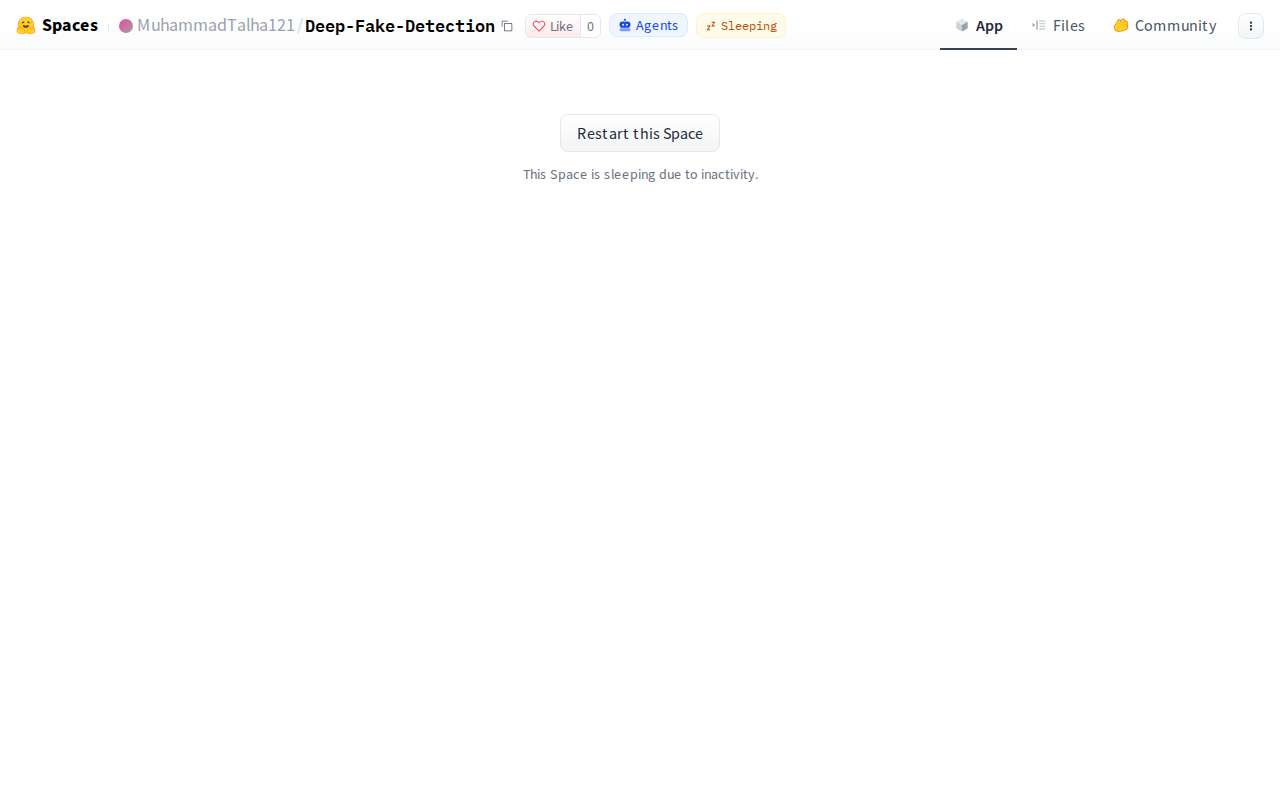 Spaces MuhammadTalha121/Deep-Fake-Detection Like 0 Agents Sleeping App Files Community
Restart this Space
This Space is sleeping due to inactivity.